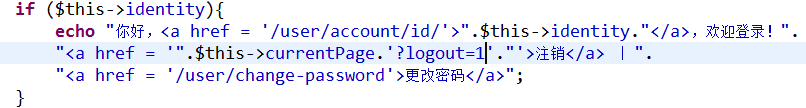 if ($this->identity){
echo "你好，<a href = '/user/account/id/'>".$this->identity."</a>，欢迎登录！".
"<a href = '".$this->currentPage.'?logout=1'."'>注销</a> | ".
"<a href = '/user/change-password'>更改密码</a>";
}